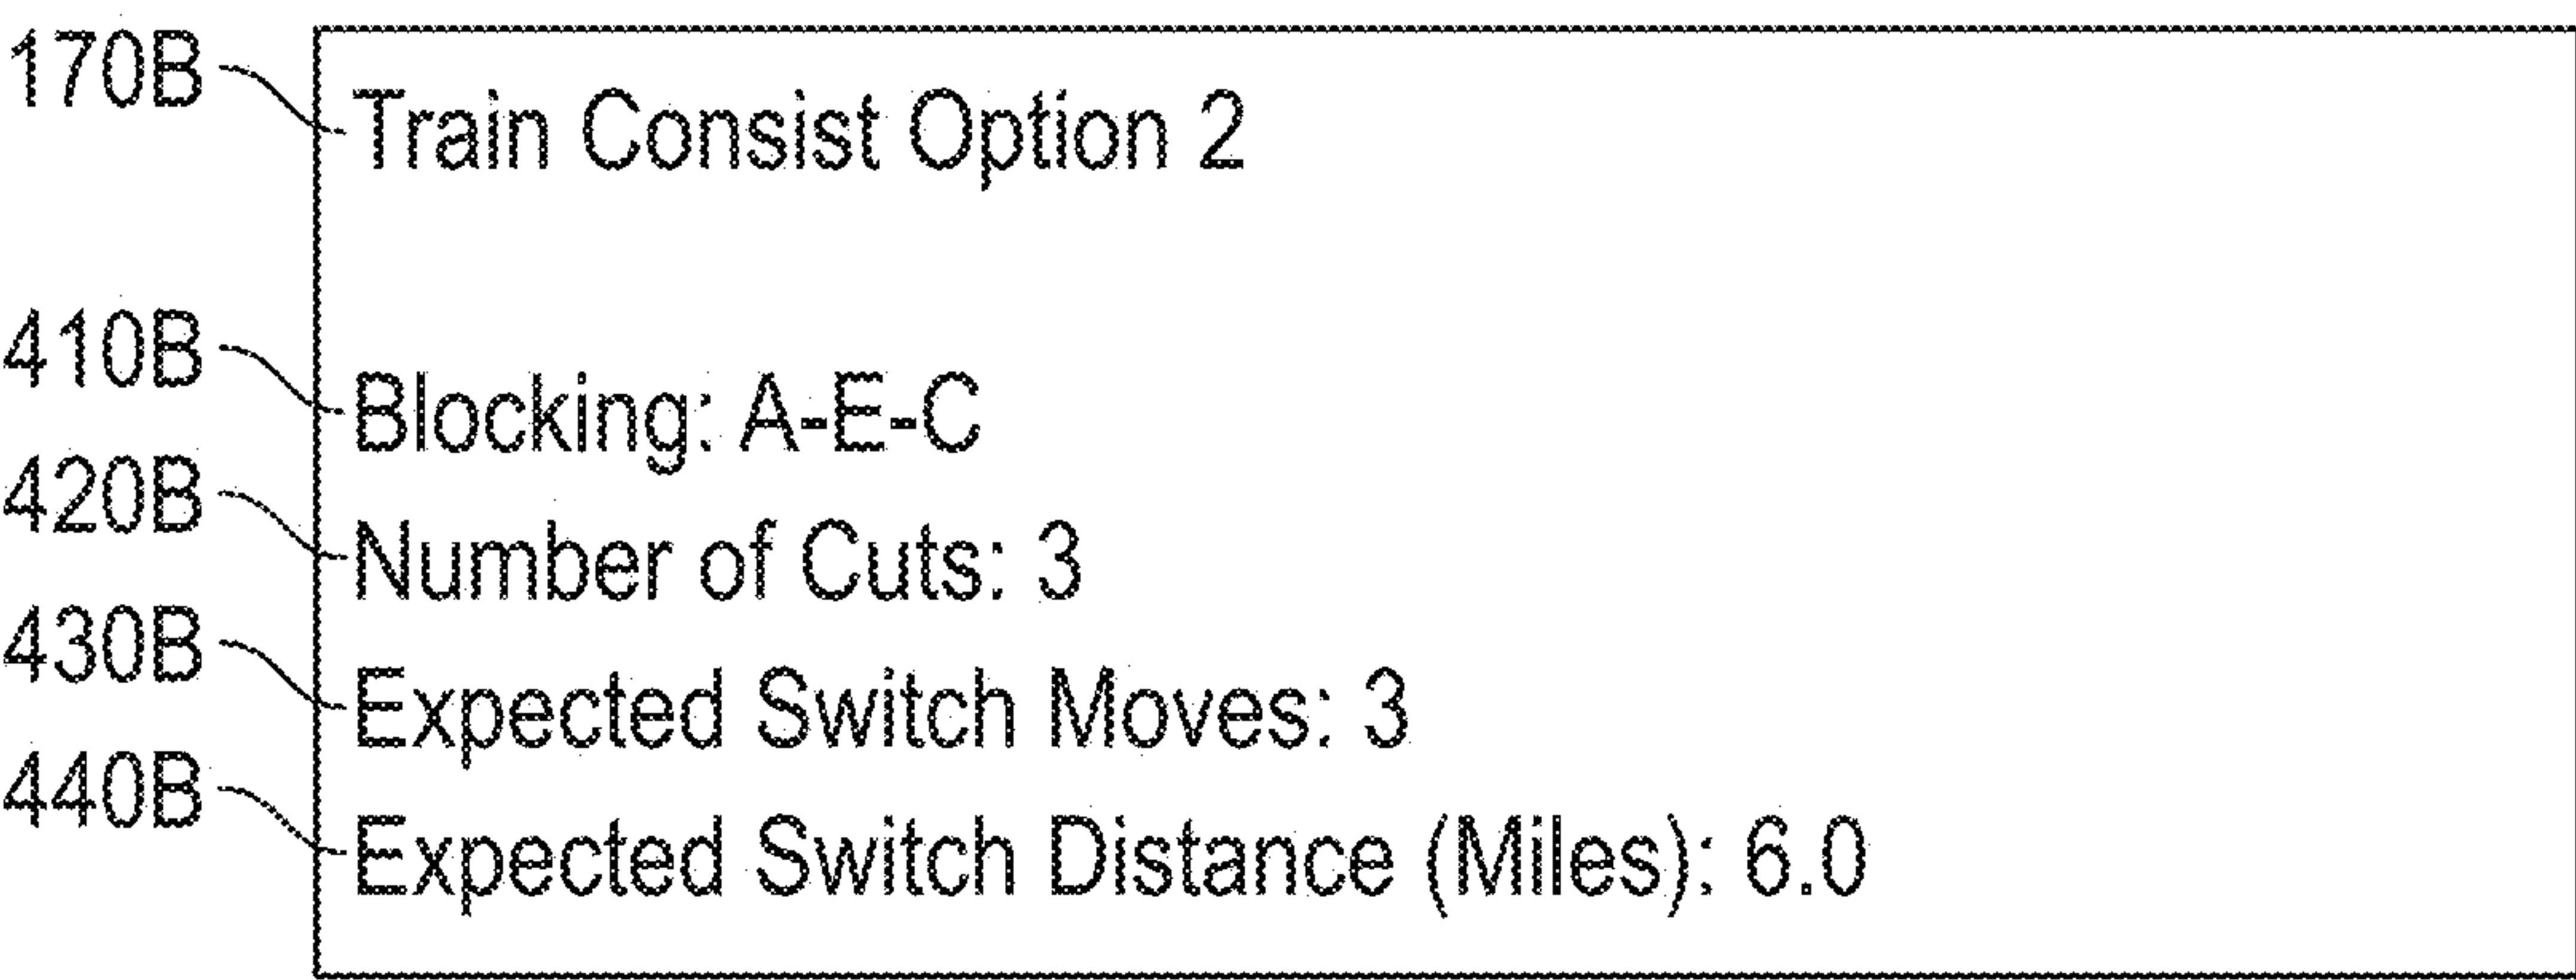 170B Train Consist Option 2
410B Blocking: A-E-C
420B Number of Cuts: 3
430B Expected Switch Moves: 3
440B Expected Switch Distance (Miles): 6.0